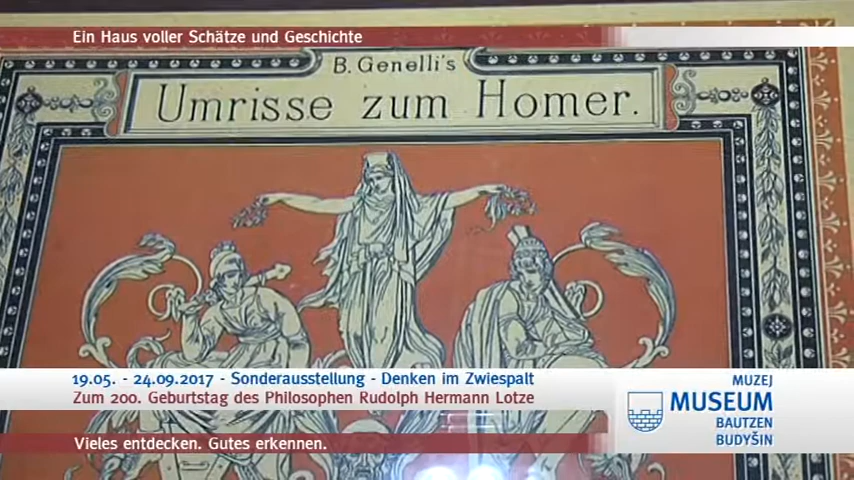 Ein Haus voller Schätze und Geschichte
B. Genelli's
Umrisse zum Homer.
19.05. - 24.09.2017 - Sonderausstellung - Denken im Zwiespalt
Zum 200. Geburtstag des Philosophen Rudolph Hermann Lotze
MUZEJ
MUSEUM
BAUTZEN
BUDYŠIN
Vieles entdecken. Gutes erkennen.